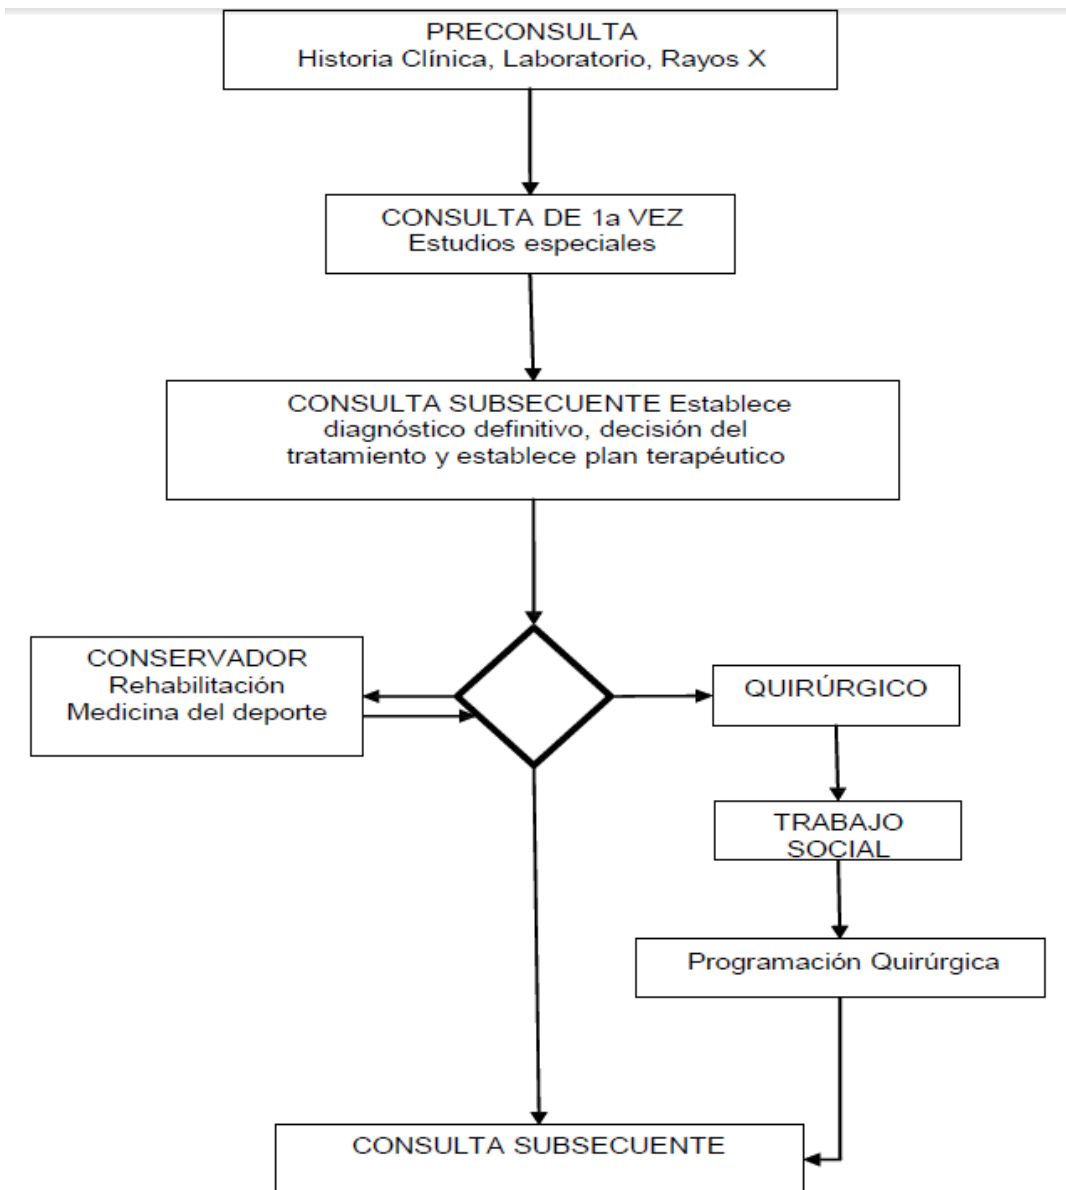 PRECONSULTA
Historia Clínica, Laboratorio, Rayos X
CONSULTA DE 1a VEZ
Estudios especiales
CONSULTA SUBSECUENTE Establece
diagnóstico definitivo, decisión del
tratamiento y establece plan terapéutico
CONSERVADOR
Rehabilitación
Medicina del deporte
QUIRÚRGICO
TRABAJO
SOCIAL
Programación Quirúrgica
CONSULTA SUBSECUENTE